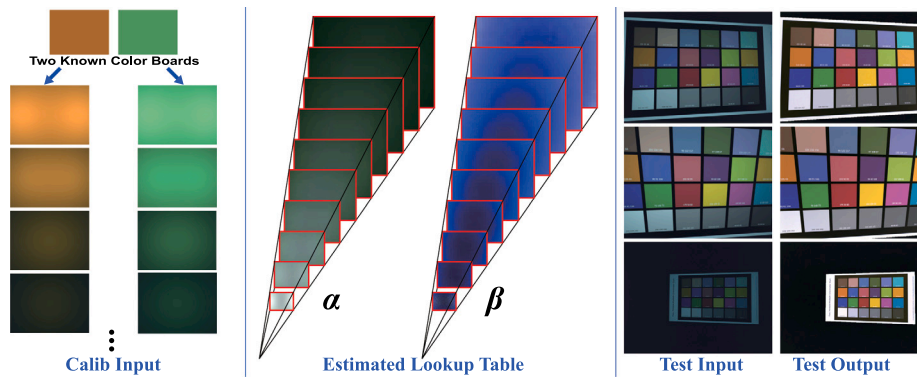 Two Known Color Boards
α
β
Calib Input
Estimated Lookup Table
Test Input
Test Output